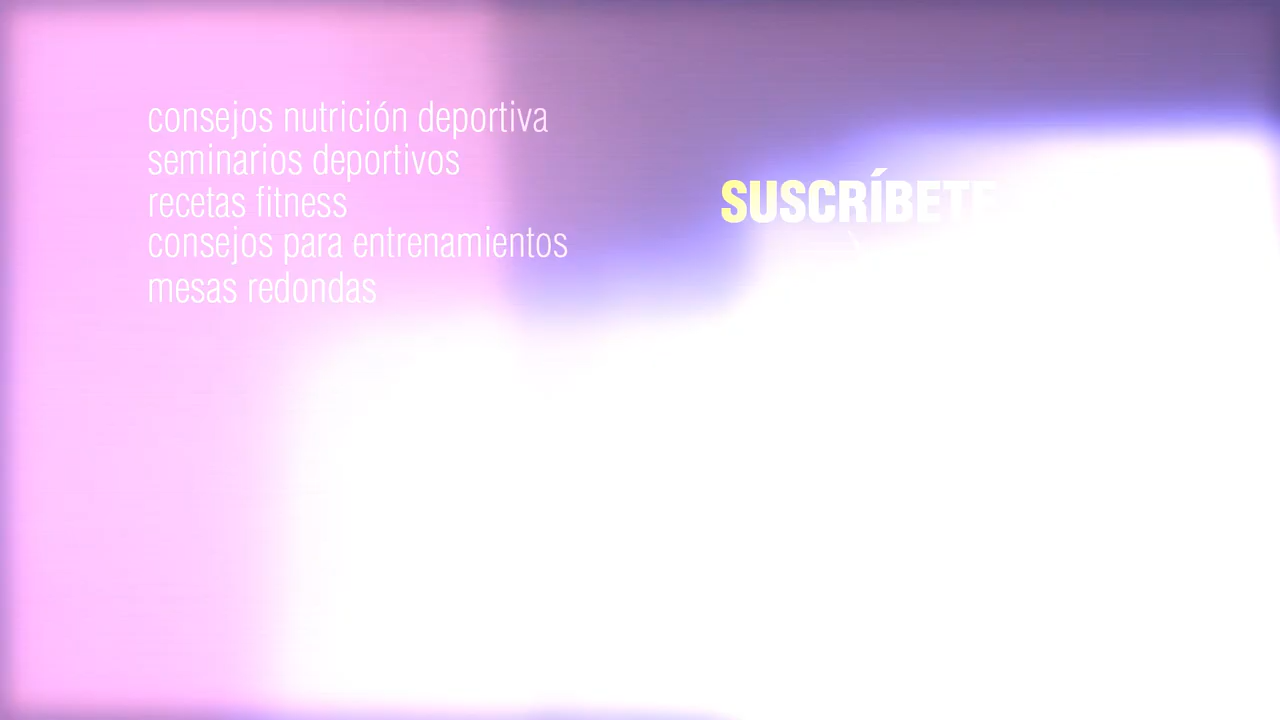 consejos nutrición deportiva
seminarios deportivos
recetas fitness
consejos para entrenamientos
mesas redondas
SUSCRÍBETE